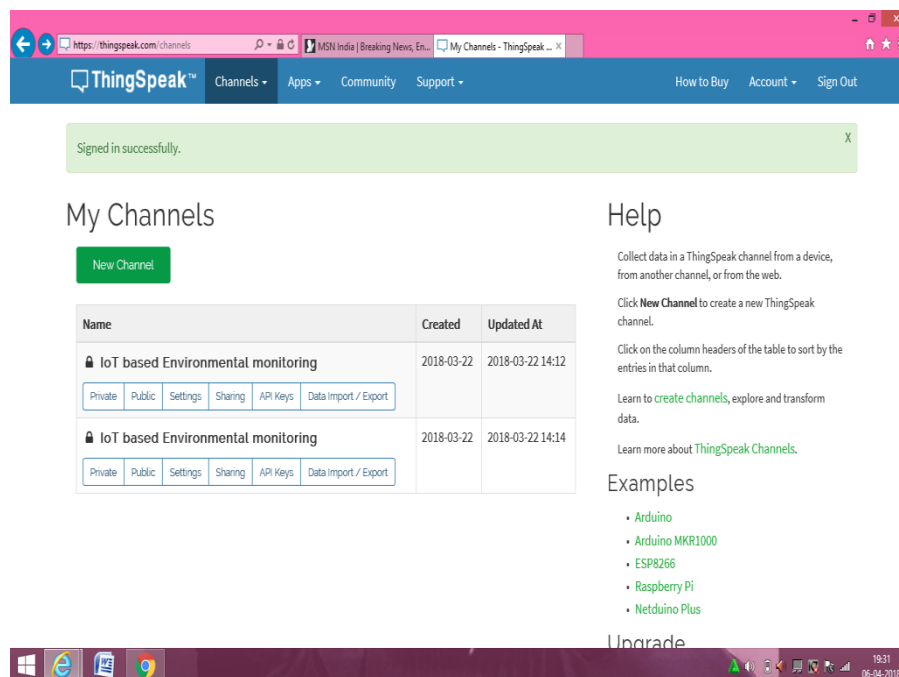 https://thingspeak.com/channels
MSN India | Breaking News, En...
My Channels - ThingSpeak ... X
ThingSpeak™
Channels
Apps
Community
Support
How to Buy
Account
Sign Out
Signed in successfully.
X
My Channels
New Channel
Name Created Updated At
IoT based Environmental monitoring 2018-03-22 2018-03-22 14:12
Private Public Settings Sharing API Keys Data Import / Export
IoT based Environmental monitoring 2018-03-22 2018-03-22 14:14
Private Public Settings Sharing API Keys Data Import / Export
Help
Collect data in a ThingSpeak channel from a device,
from another channel, or from the web.
Click New Channel to create a new ThingSpeak
channel.
Click on the column headers of the table to sort by the
entries in that column.
Learn to create channels, explore and transform
data.
Learn more about ThingSpeak Channels.
Examples
• Arduino
• Arduino MKR1000
• ESP8266
• Raspberry Pi
• Netduino Plus
Upgrade
19:31
06-04-2018